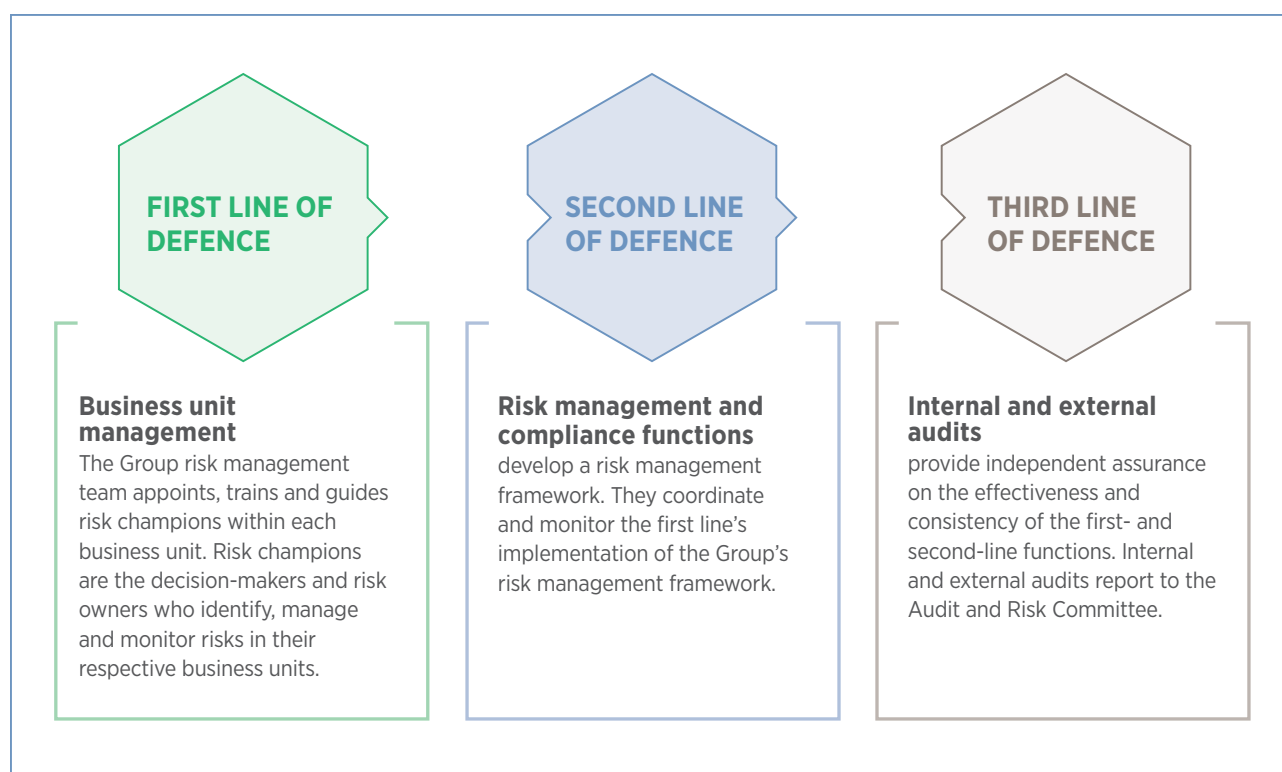 FIRST LINE OF
DEFENCE
Business unit
management
The Group risk management
team appoints, trains and guides
risk champions within each
business unit. Risk champions
are the decision-makers and risk
owners who identify, manage
and monitor risks in their
respective business units.
SECOND LINE
OF DEFENCE
Risk management and
compliance functions
develop a risk management
framework. They coordinate
and monitor the first line’s
implementation of the Group’s
risk management framework.
THIRD LINE
OF DEFENCE
Internal and external
audits
provide independent assurance
on the effectiveness and
consistency of the first- and
second-line functions. Internal
and external audits report to the
Audit and Risk Committee.